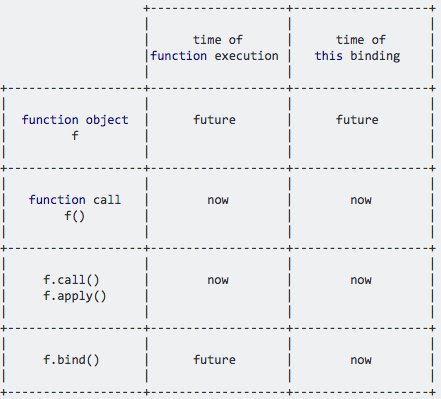 time of time of
function execution this binding
function object future future
f
function call now now
f()
f.call() now now
f.apply()
f.bind() future now